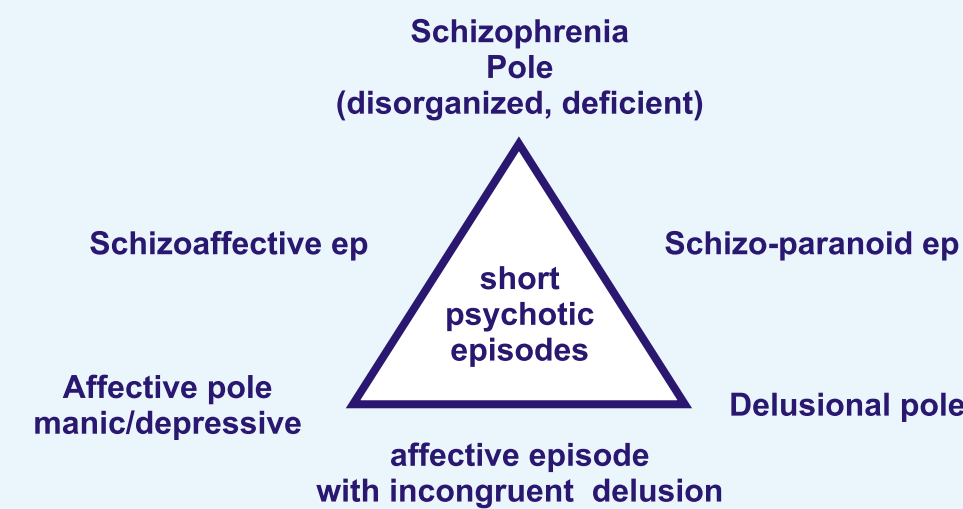 Schizophrenia
Pole
(disorganized, deficient)
Schizoaffective ep
Schizo-paranoid ep
short
psychotic
episodes
Affective pole
manic/depressive
Delusional pole
affective episode
with incongruent delusion